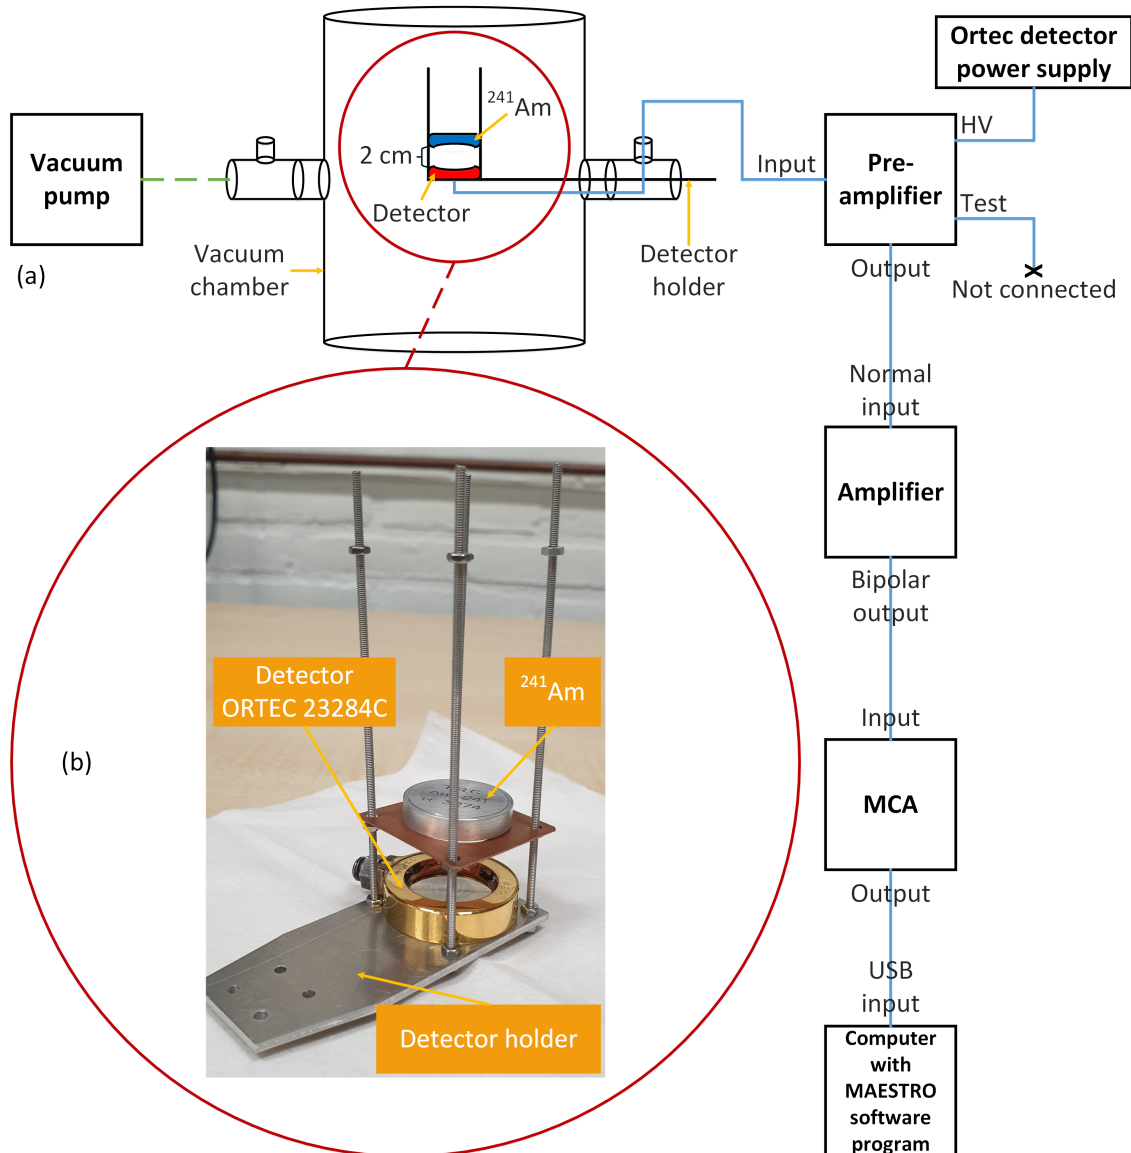 Ortec detector
power supply
241Am
Vacuum
pump
2 cm
Input
Pre-
amplifier
HV
Test
Detector
Vacuum
chamber
Detector
holder
Output
Not connected
(a)
Normal
input
Amplifier
Bipolar
output
Detector
ORTEC 23284C
241Am
Input
(b)
MCA
Output
USB
input
Detector holder
Computer
with
MAESTRO
software
program